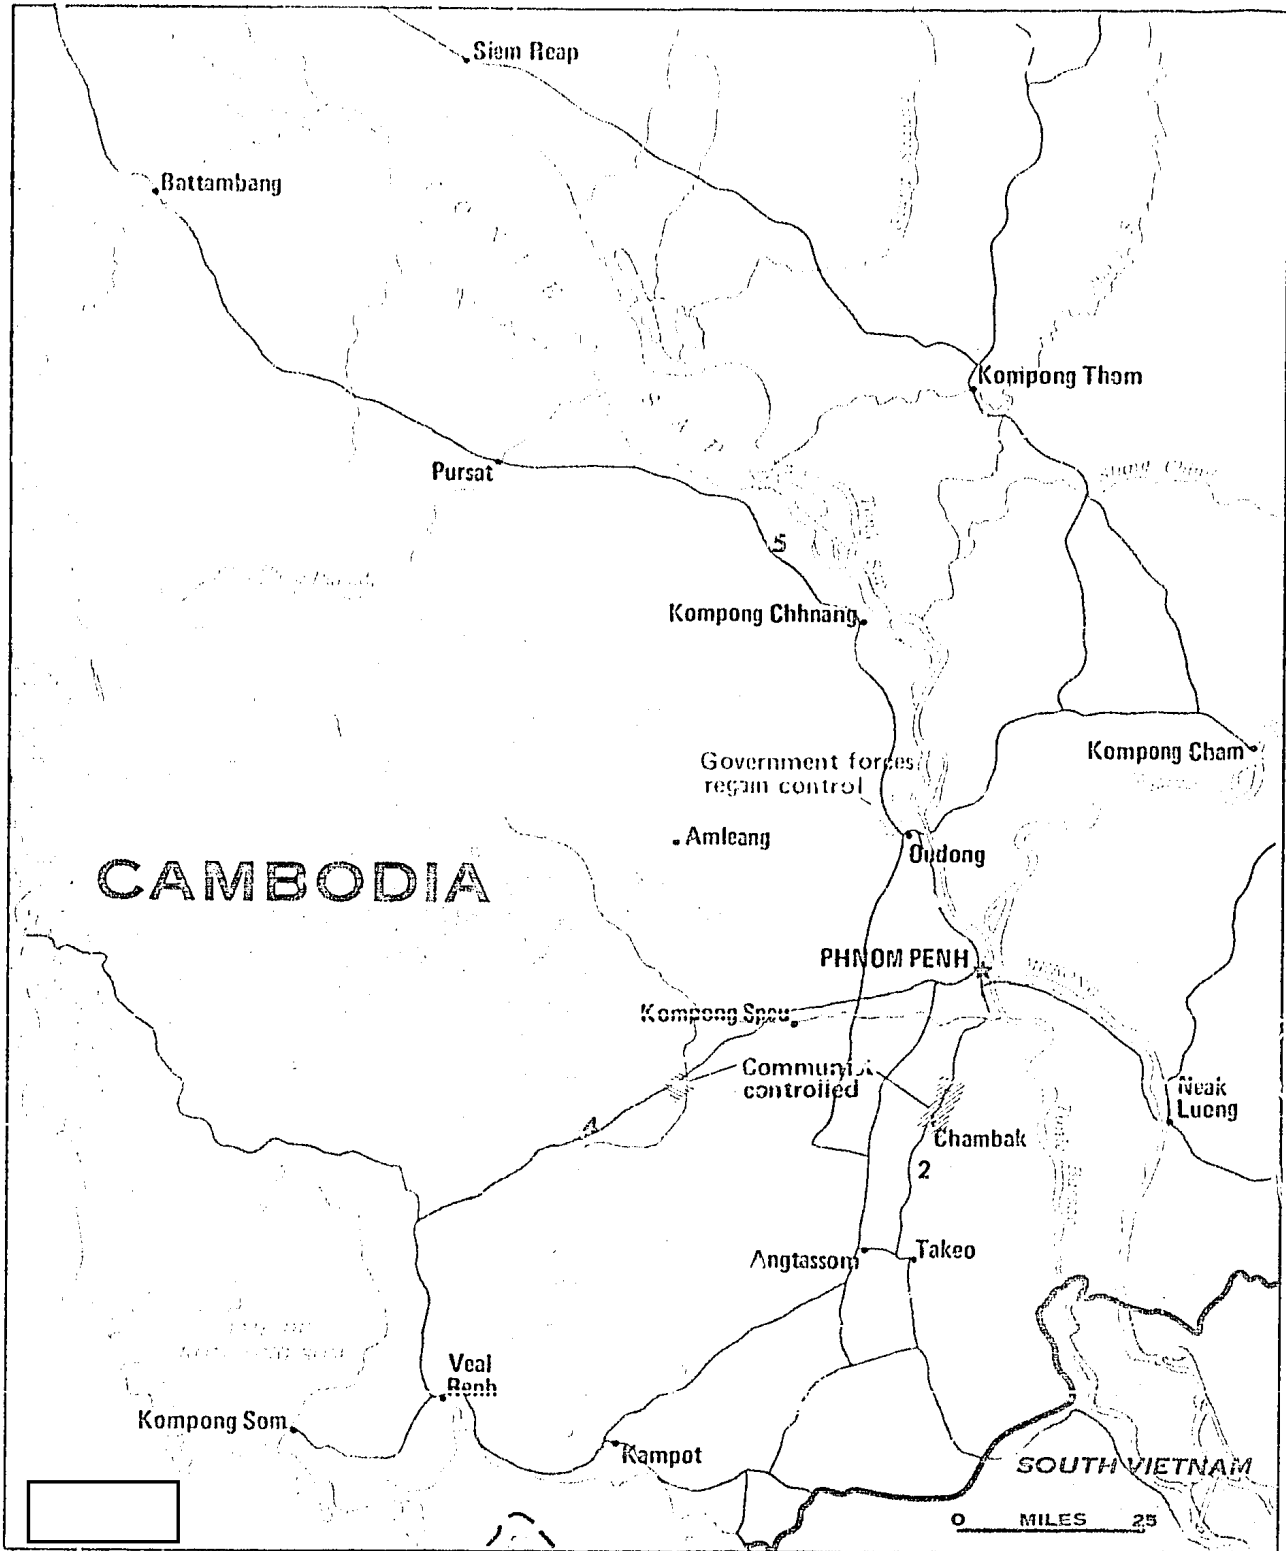 Siem Reap
Battambang
Kompong Thom
Pursat
5
Kompong Chhnang
Kompong Cham
Government forces
regain control
Amleang
Oudong
CAMBODIA
PHNOM PENH
MEKONG
Kompong Speu
Communist
controlled
Neak
Luong
4
Chambak
2
Angtassom
Takeo
Veal
Renh
Kompong Som
Kampot
SOUTH VIETNAM
0 MILES 25